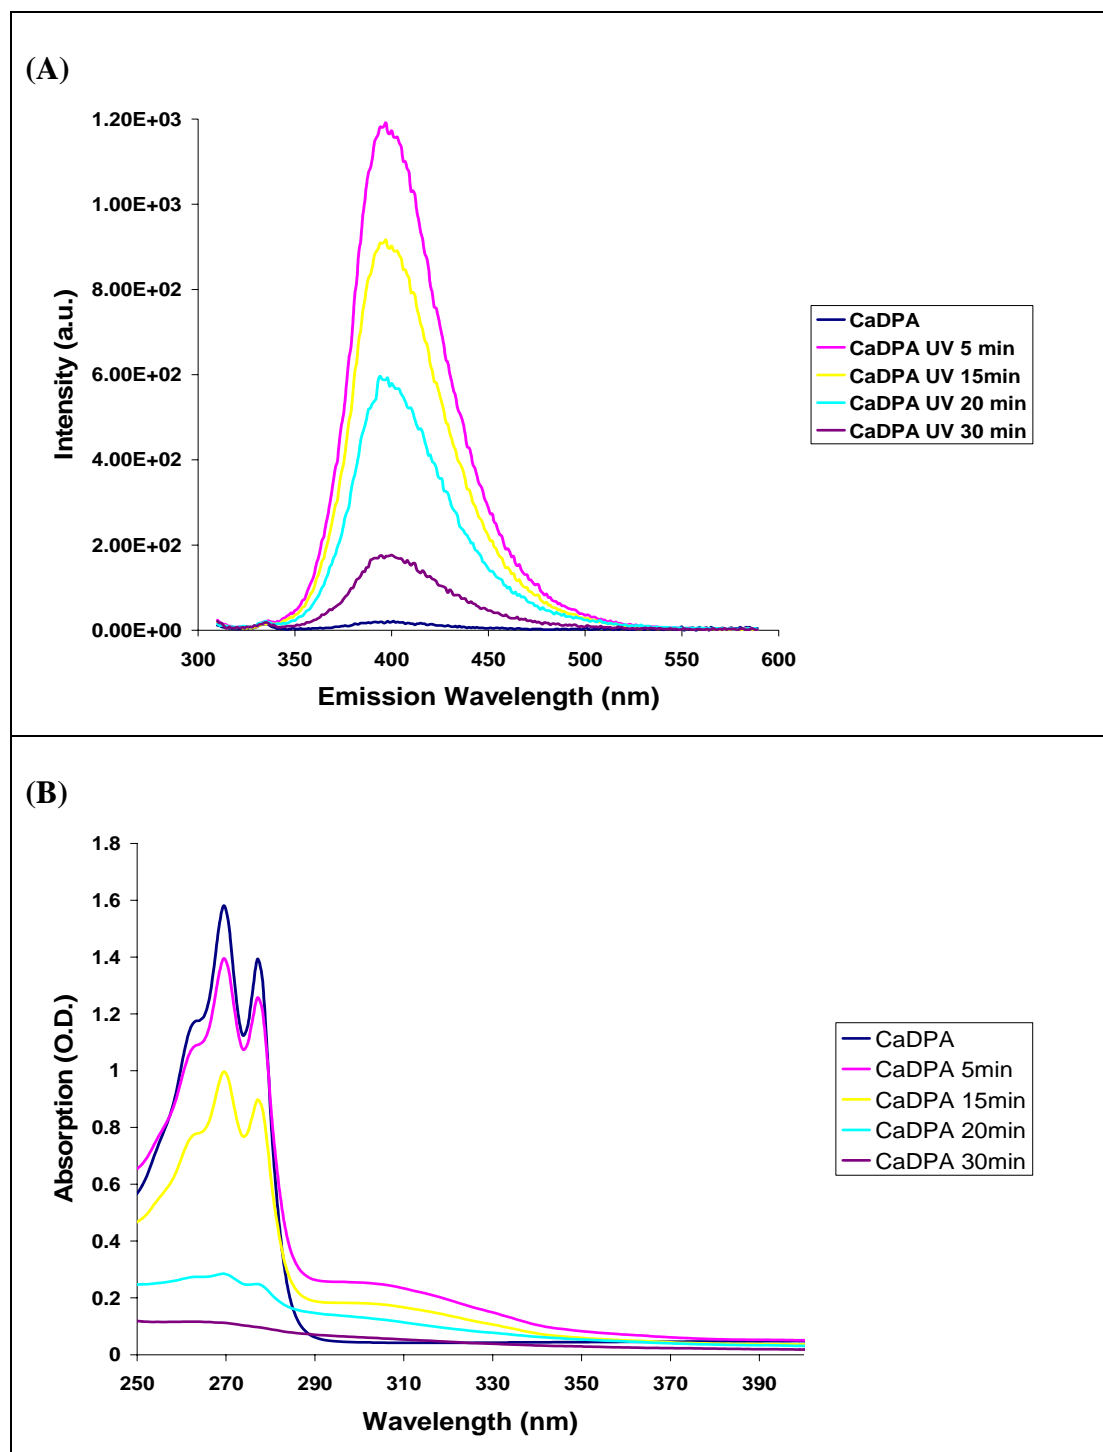 (A)
1.20E+03
1.00E+03
8.00E+02
6.00E+02
4.00E+02
2.00E+02
0.00E+00
Intensity (a.u.)
300 350 400 450 500 550 600
Emission Wavelength (nm)
CaDPA
CaDPA UV 5 min
CaDPA UV 15min
CaDPA UV 20 min
CaDPA UV 30 min
(B)
1.8
1.6
1.4
1.2
1
0.8
0.6
0.4
0.2
0
Absorption (O.D.)
250 270 290 310 330 350 370 390
Wavelength (nm)
CaDPA
CaDPA 5min
CaDPA 15min
CaDPA 20min
CaDPA 30min